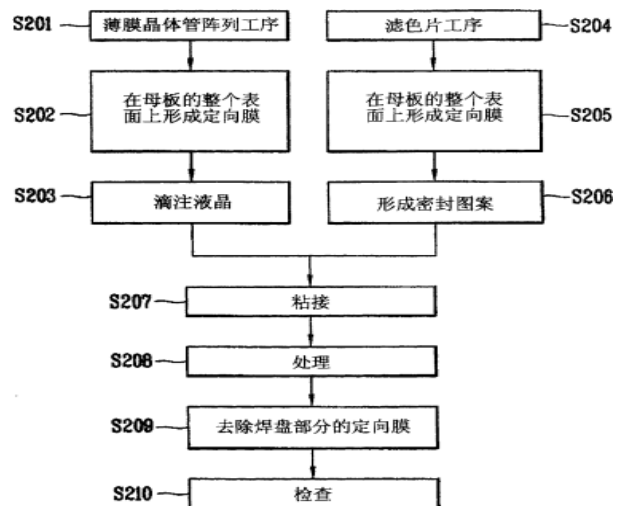 S201
薄膜晶体管阵列工序
滤色片工序
S204
S202
在母板的整个表
面上形成定向膜
在母板的整个表
面上形成定向膜
S205
S203
滴注液晶
形成密封图案
S206
S207
粘接
S208
处理
S209
去除焊盘部分的定向膜
S210
检查